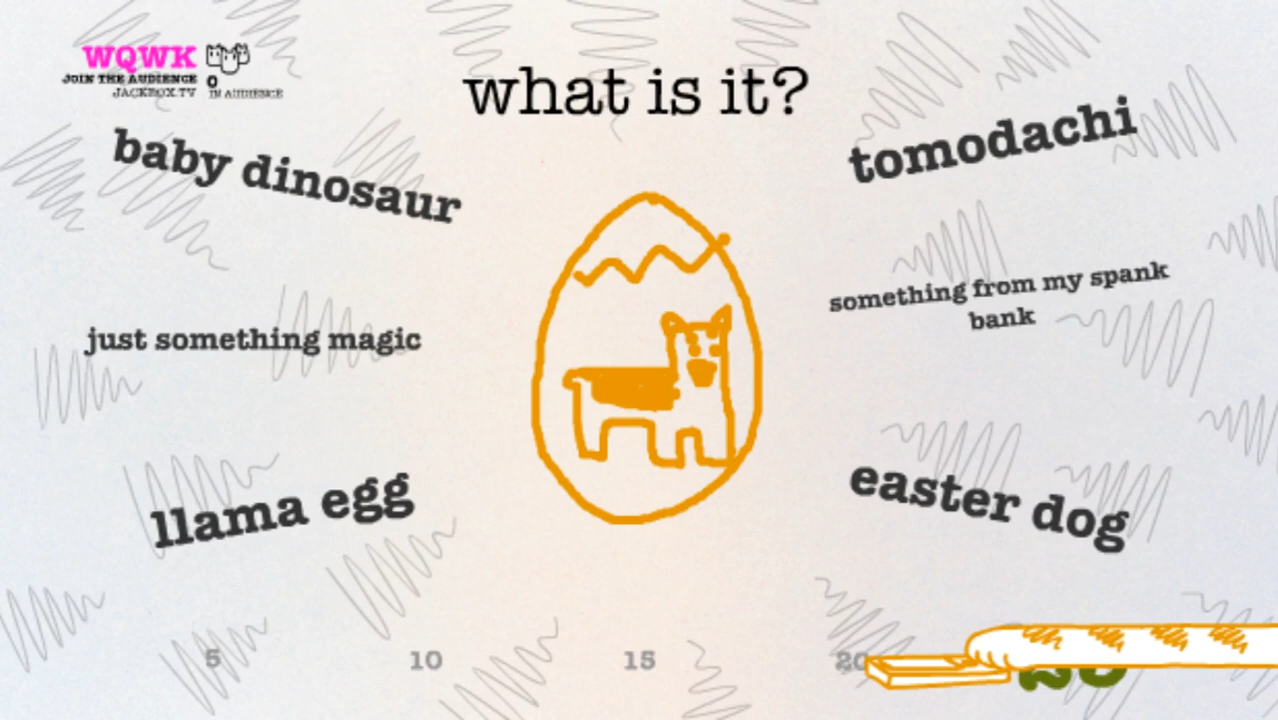 WQWK
JOIN THE AUDIENCE
JACKBOX.TV
0 IN AUDIENCE
what is it?
baby dinosaur
tomodachi
just something magic
something from my spank
bank
llama egg
easter dog
5
10
15
20